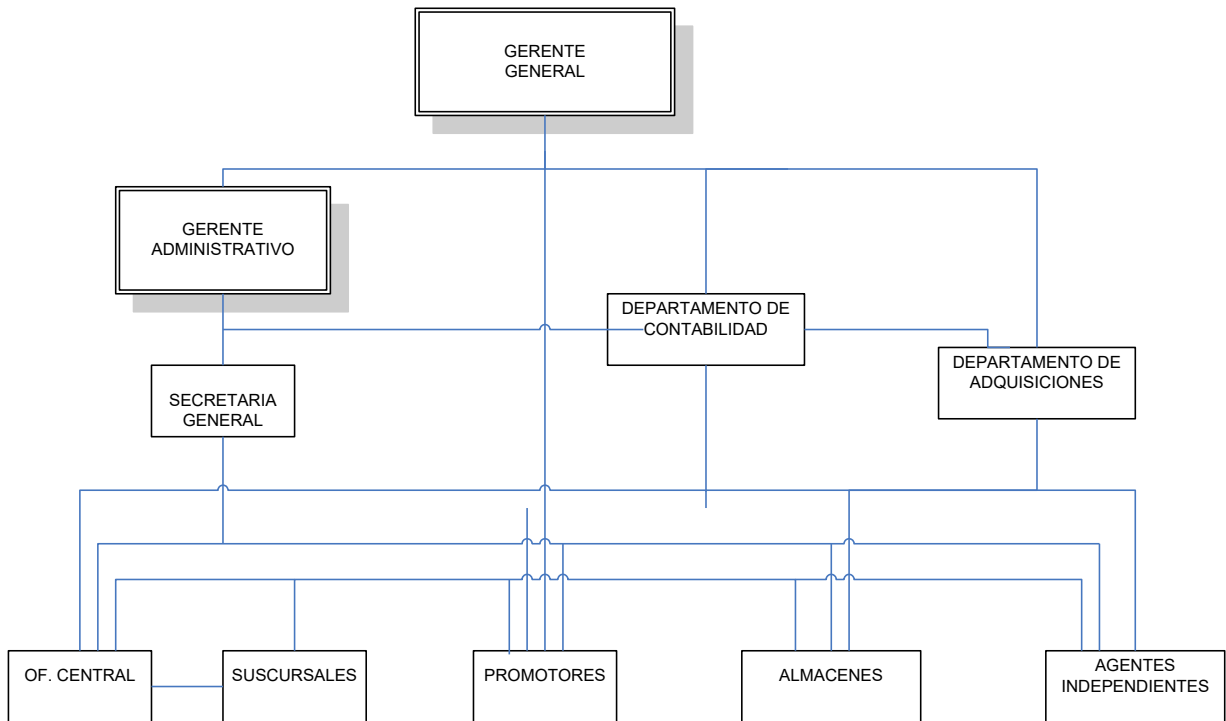 GERENTE
GENERAL
GERENTE
ADMINISTRATIVO
DEPARTAMENTO DE
CONTABILIDAD
DEPARTAMENTO DE
ADQUISICIONES
SECRETARIA
GENERAL
OF. CENTRAL
SUSCURSALES
PROMOTORES
ALMACENES
AGENTES
INDEPENDIENTES